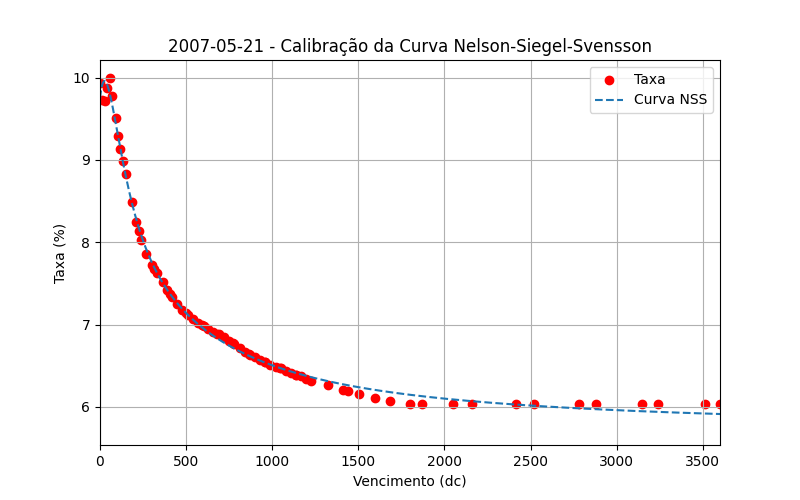 2007-05-21 - Calibração da Curva Nelson-Siegel-Svensson
Taxa
Curva NSS
Taxa (%)
10
9
8
7
6
0 500 1000 1500 2000 2500 3000 3500
Vencimento (dc)